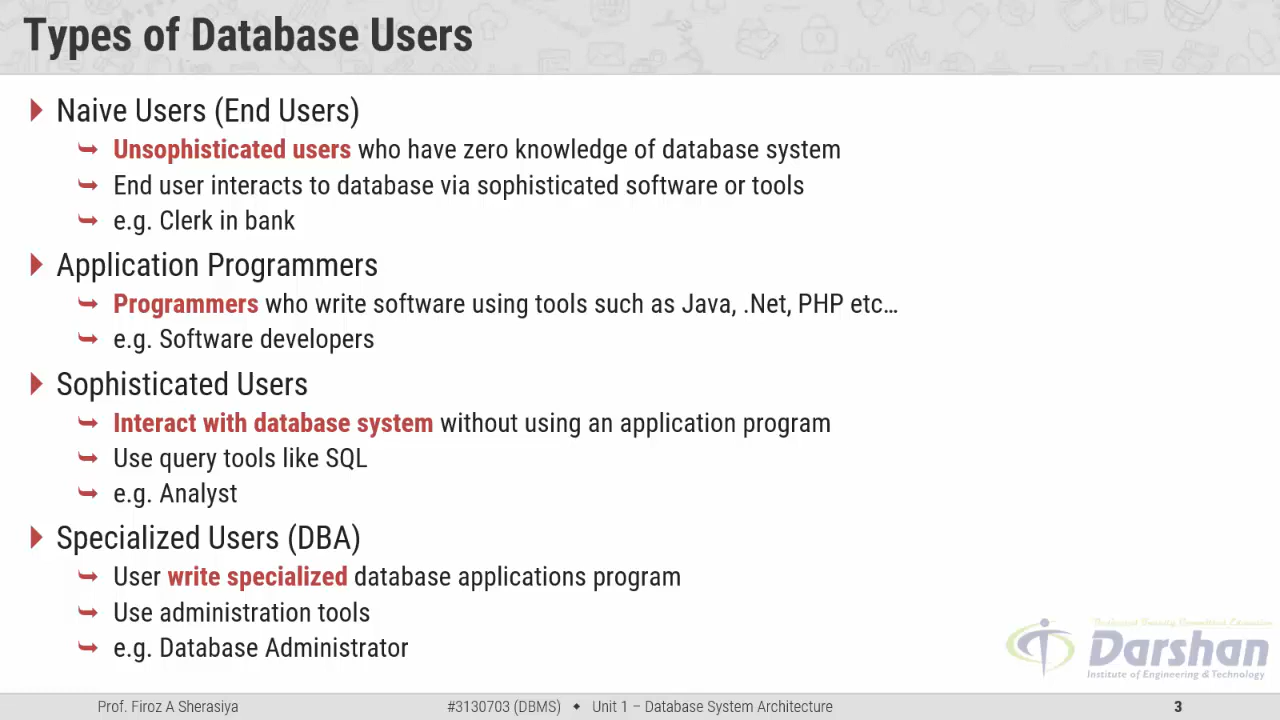 Types of Database Users
Naive Users (End Users)
Unsophisticated users who have zero knowledge of database system
End user interacts to database via sophisticated software or tools
e.g. Clerk in bank
Application Programmers
Programmers who write software using tools such as Java, .Net, PHP etc…
e.g. Software developers
Sophisticated Users
Interact with database system without using an application program
Use query tools like SQL
e.g. Analyst
Specialized Users (DBA)
User write specialized database applications program
Use administration tools
e.g. Database Administrator
Darshan
Institute of Engineering & Technology
Prof. Firoz A Sherasiya
#3130703 (DBMS) ◆ Unit 1 – Database System Architecture
3